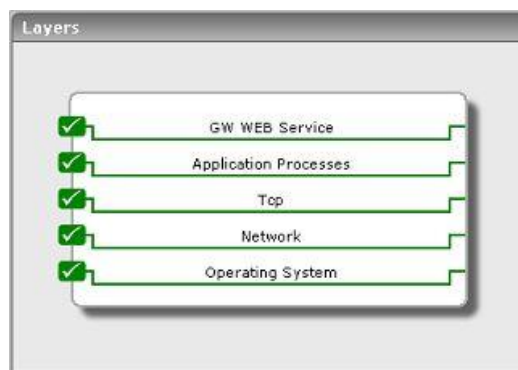 Layers
GW WEB Service
Application Processes
Tcp
Network
Operating System